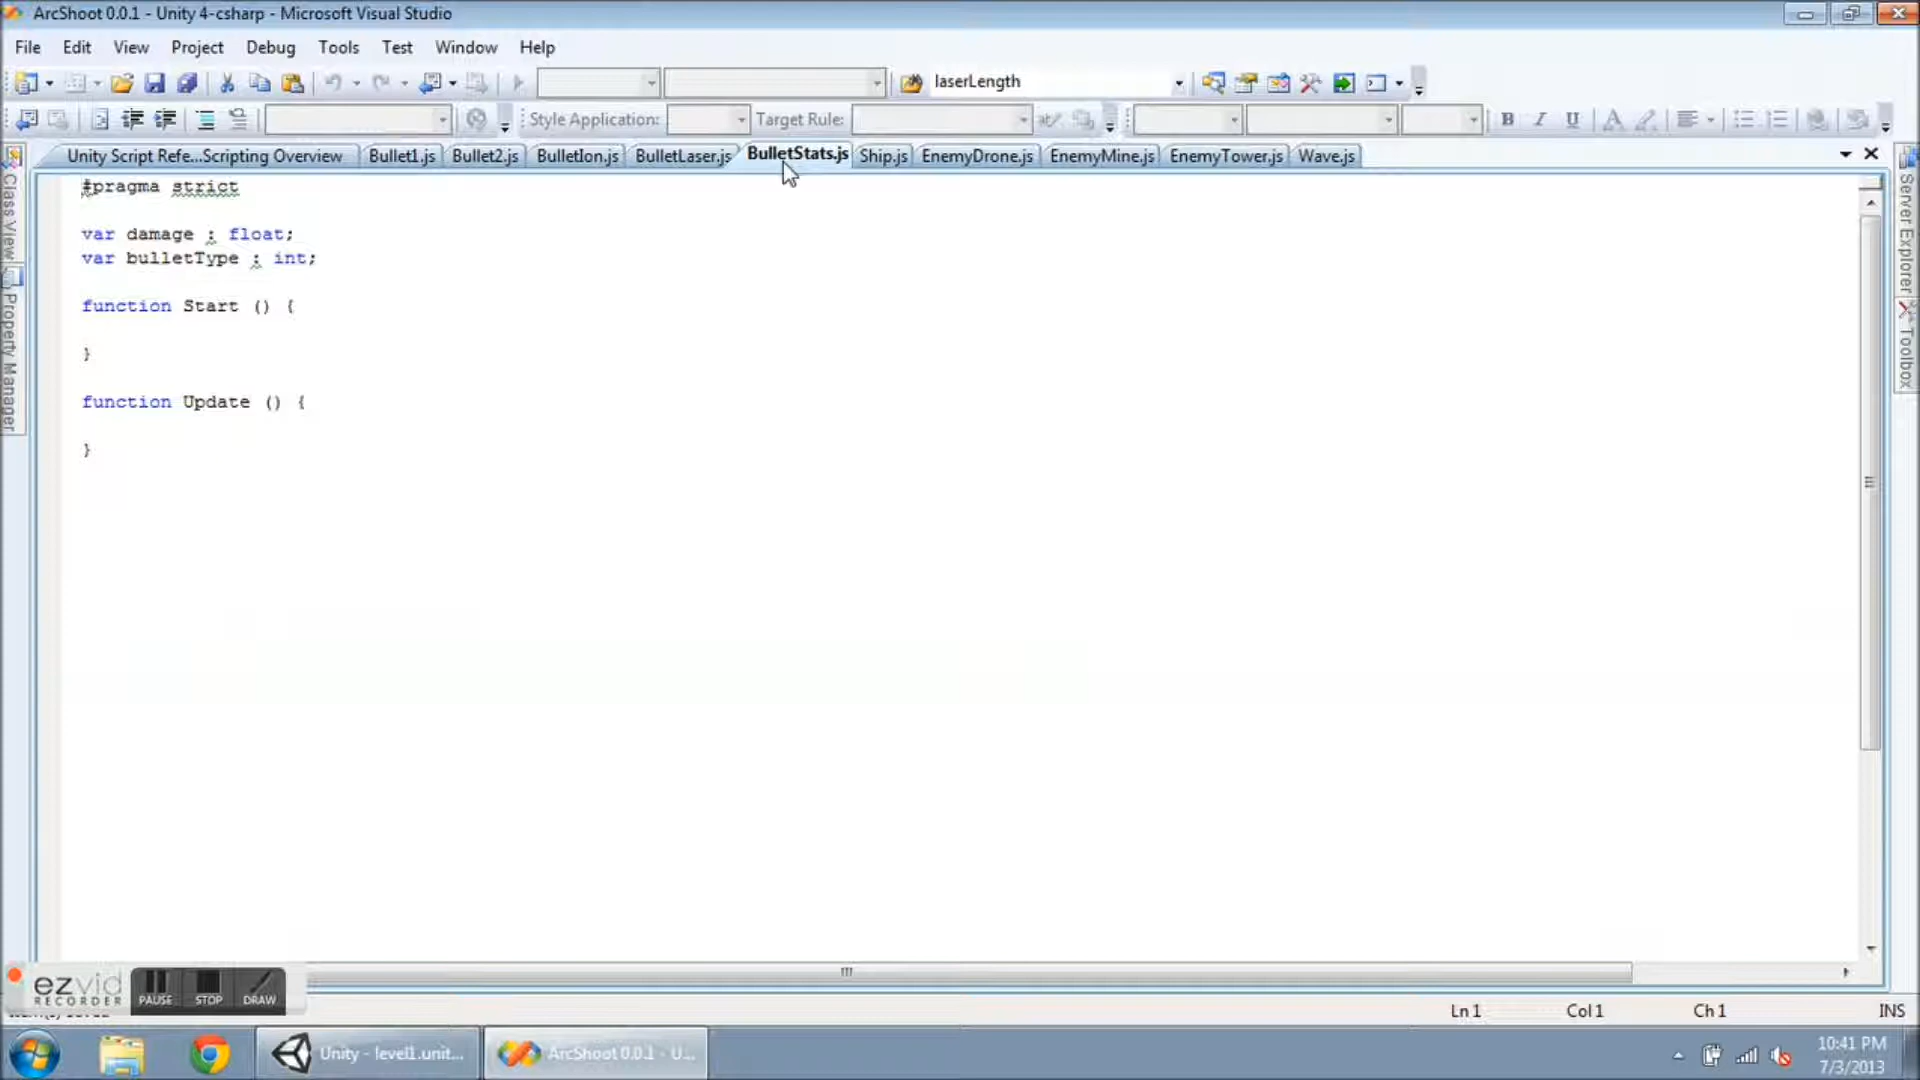 ArcShoot 0.0.1 - Unity 4-csharp - Microsoft Visual Studio
File Edit View Project Debug Tools Test Window Help
laserLength
Style Application: Target Rule: B I U A
Unity Script Refe...Scripting Overview Bullet1.js Bullet2.js BulletIon.js BulletLaser.js BulletStats.js Ship.js EnemyDrone.js EnemyMine.js EnemyTower.js Wave.js
Class View
Property Manager
Server Explorer
Toolbox
#pragma strict
var damage : float;
var bulletType : int;
function Start () {
}
function Update () {
}
ezvid
RECORDER
PAUSE STOP DRAW
Ln 1 Col 1 Ch 1 INS
Unity - level1.unit...
ArcShoot 0.0.1 - U...
10:41 PM
7/3/2013